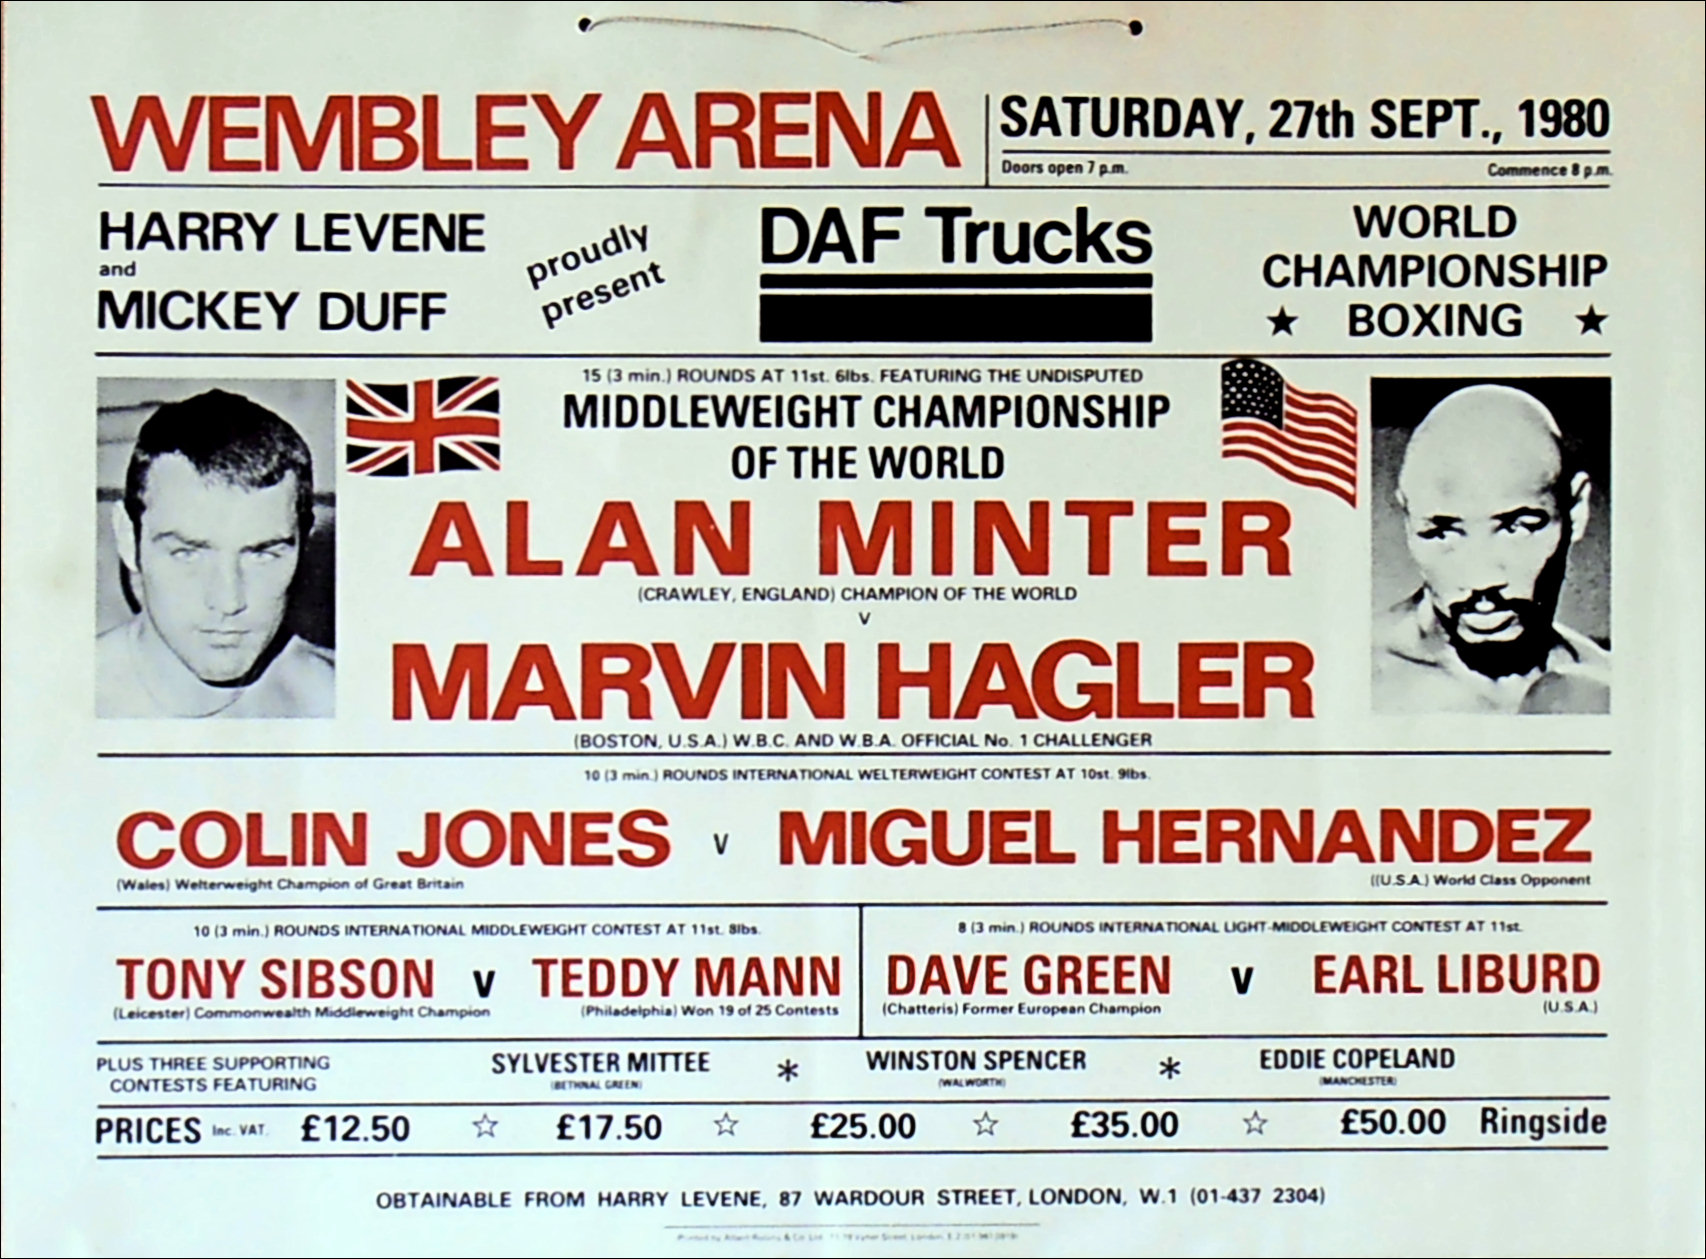 WEMBLEY ARENA
SATURDAY, 27th SEPT., 1980
Doors open 7 p.m. Commence 8 p.m.
HARRY LEVENE
and
MICKEY DUFF
proudly
present
DAF Trucks
WORLD
CHAMPIONSHIP
★ BOXING ★
15 (3 min.) ROUNDS AT 11st. 6lbs. FEATURING THE UNDISPUTED
MIDDLEWEIGHT CHAMPIONSHIP
OF THE WORLD
ALAN MINTER
(CRAWLEY, ENGLAND) CHAMPION OF THE WORLD
v
MARVIN HAGLER
(BOSTON, U.S.A.) W.B.C. AND W.B.A. OFFICIAL No. 1 CHALLENGER
10 (3 min.) ROUNDS INTERNATIONAL WELTERWEIGHT CONTEST AT 10st. 9lbs.
COLIN JONES v MIGUEL HERNANDEZ
(Wales) Welterweight Champion of Great Britain
((U.S.A.) World Class Opponent
10 (3 min.) ROUNDS INTERNATIONAL MIDDLEWEIGHT CONTEST AT 11st. 8lbs.
TONY SIBSON v TEDDY MANN
(Leicester) Commonwealth Middleweight Champion (Philadelphia) Won 19 of 25 Contests
8 (3 min.) ROUNDS INTERNATIONAL LIGHT-MIDDLEWEIGHT CONTEST AT 11st.
DAVE GREEN v EARL LIBURD
(Chatteris) Former European Champion (U.S.A.)
PLUS THREE SUPPORTING
CONTESTS FEATURING
SYLVESTER MITTEE * WINSTON SPENCER * EDDIE COPELAND
(BETHNAL GREEN) (WALWORTH) (MANCHESTER)
PRICES Inc. VAT. £12.50 ☆ £17.50 ☆ £25.00 ☆ £35.00 ☆ £50.00 Ringside
OBTAINABLE FROM HARRY LEVENE, 87 WARDOUR STREET, LONDON, W.1 (01-437 2304)
Printed by